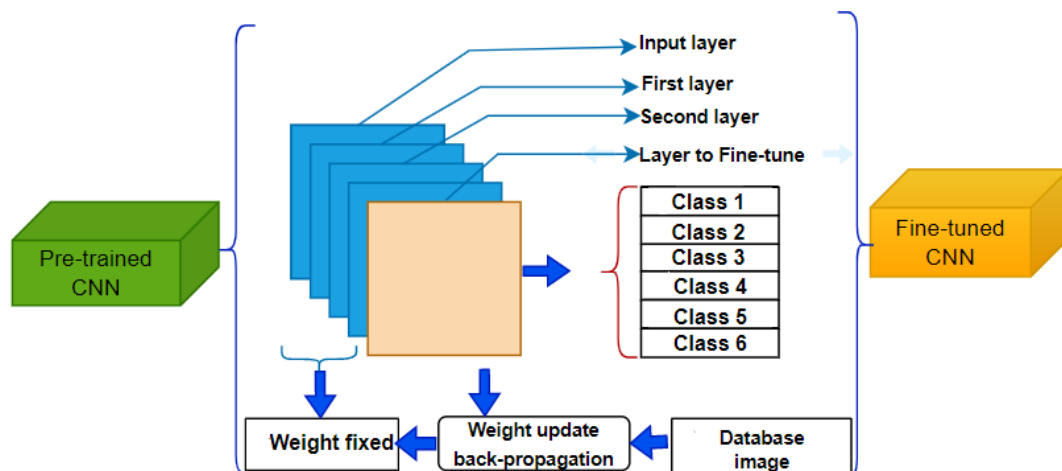 Input layer
First layer
Second layer
Layer to Fine-tune
Pre-trained
CNN
Class 1
Class 2
Class 3
Class 4
Class 5
Class 6
Fine-tuned
CNN
Weight fixed
Weight update
back-propagation
Database
image